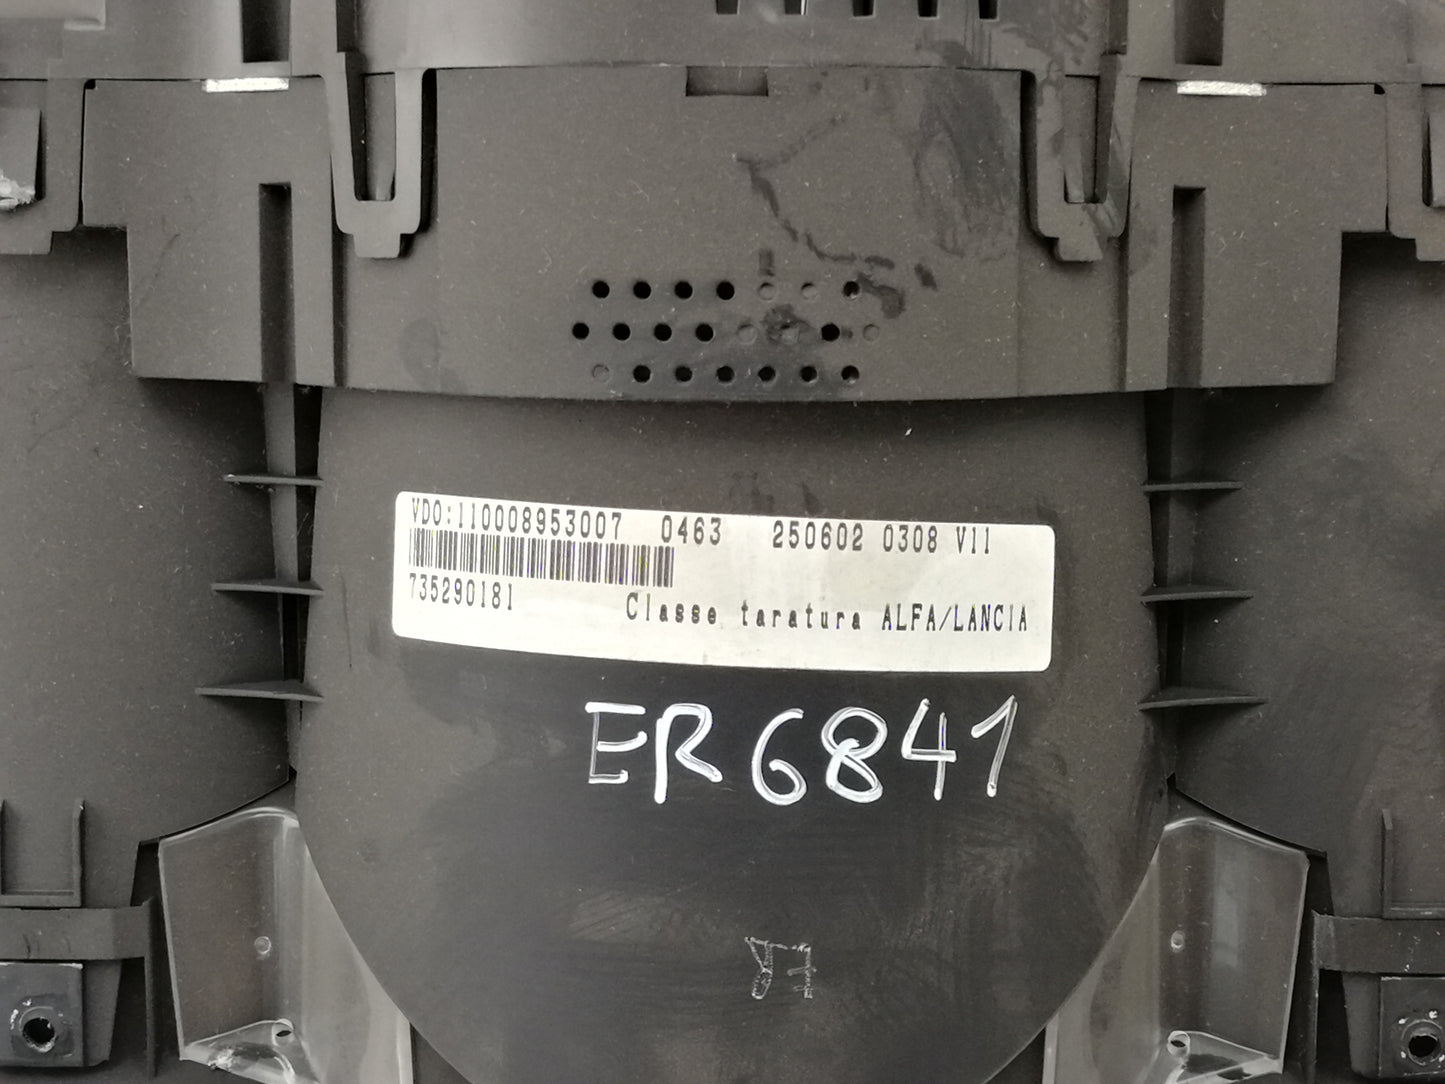 VDO:110008953007 0463 250602 0308 V11
735290181
Classe taratura ALFA/LANCIA
ER6841